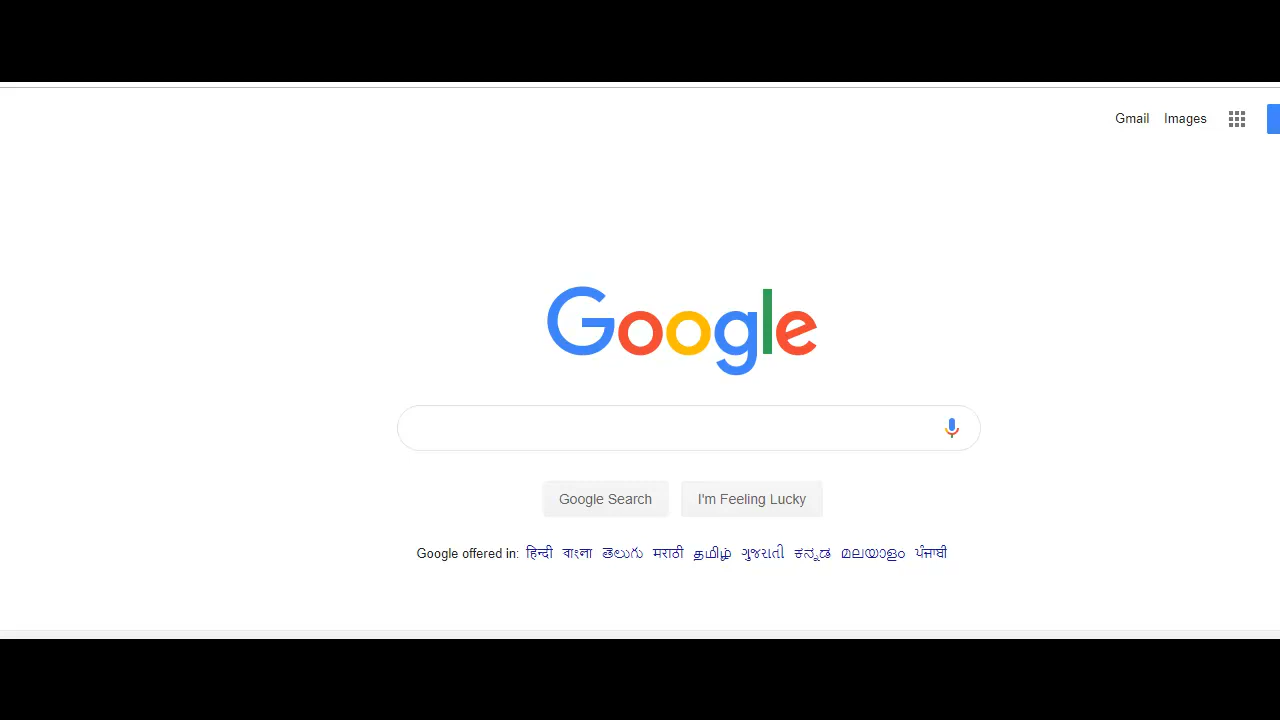 Gmail Images
Google
Google Search I'm Feeling Lucky
Google offered in: हिन्दी বাংলা తెలుగు मराठी தமிழ் ગુજરાતી ಕನ್ನಡ മലയാളം ਪੰਜਾਬੀ